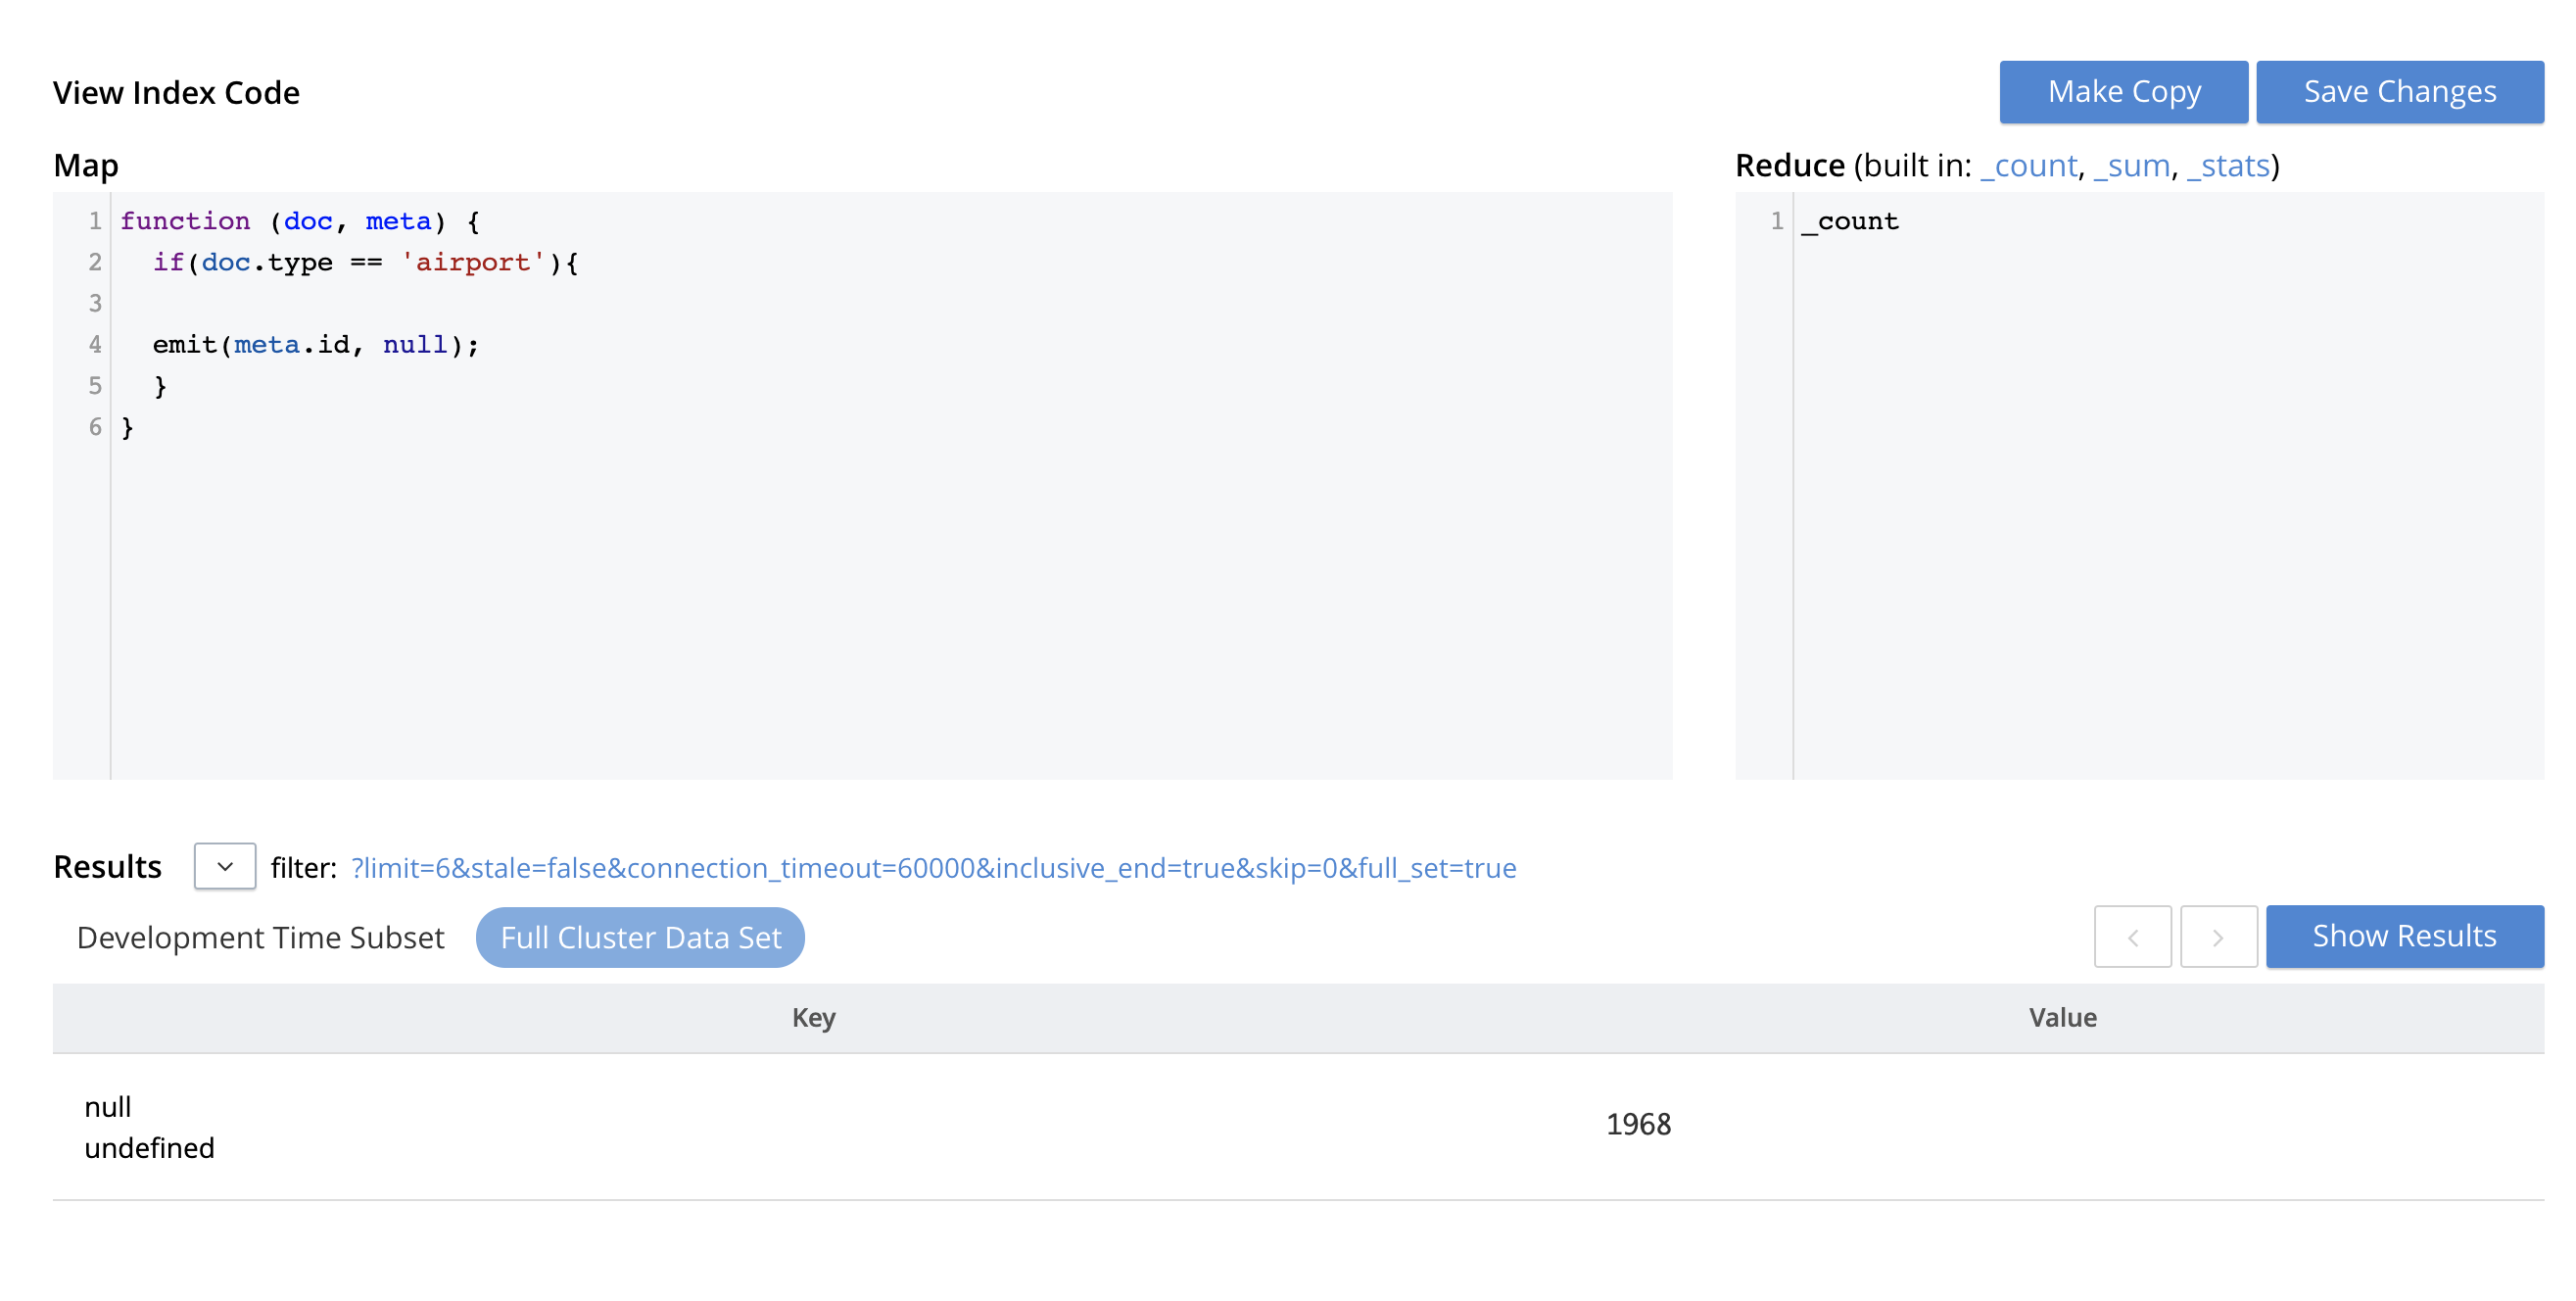 View Index Code
Make Copy
Save Changes
Map
1 function (doc, meta) {
2   if(doc.type == 'airport'){
3
4   emit(meta.id, null);
5   }
6 }
Reduce (built in: _count, _sum, _stats)
1 _count
Results filter: ?limit=6&stale=false&connection_timeout=60000&inclusive_end=true&skip=0&full_set=true
Development Time Subset
Full Cluster Data Set
< > Show Results
Key Value
null
undefined
1968